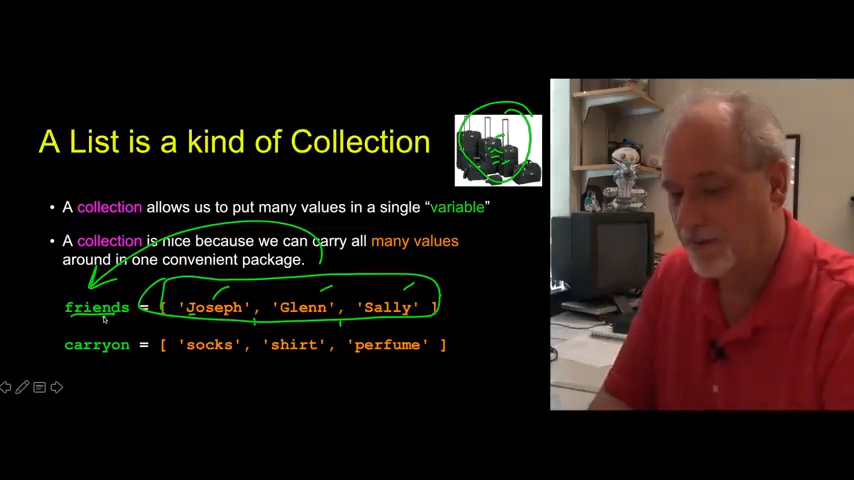 A List is a kind of Collection
• A collection allows us to put many values in a single “variable”
• A collection is nice because we can carry all many values
around in one convenient package.
friends = [ 'Joseph', 'Glenn', 'Sally' ]
carryon = [ 'socks', 'shirt', 'perfume' ]